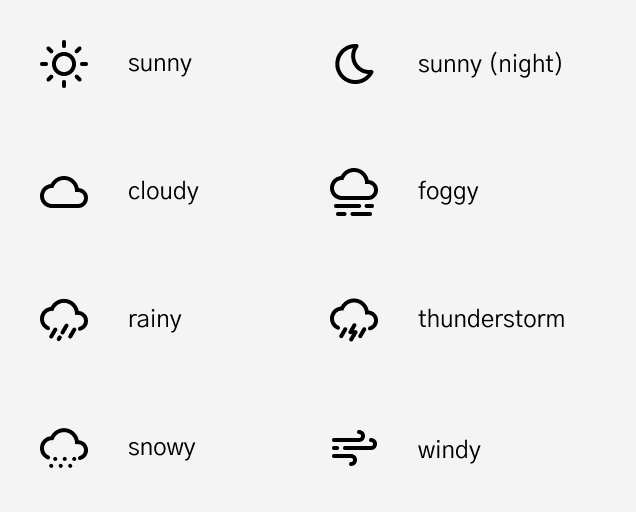 sunny
sunny (night)
cloudy
foggy
rainy
thunderstorm
snowy
windy